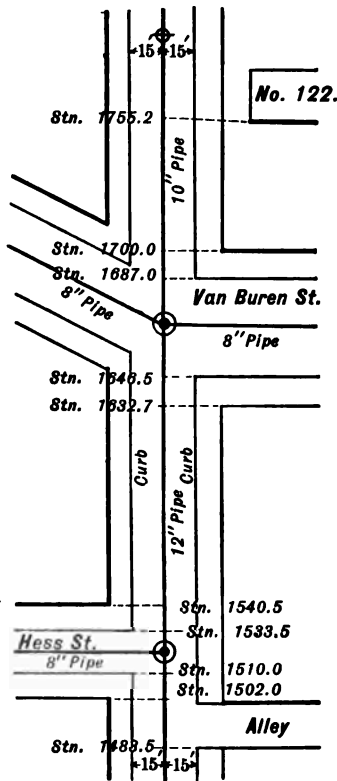 15' 15'
No. 122.
Stn. 1755.2
10" Pipe
Stn. 1700.0
Stn. 1687.0
8" Pipe
Van Buren St.
8" Pipe
Stn. 1646.5
Stn. 1632.7
Curb
Curb
12" Pipe
Stn. 1540.5
Stn. 1533.5
Hess St.
8" Pipe
Stn. 1510.0
Stn. 1502.0
Alley
Stn. 1483.5
15' 15'